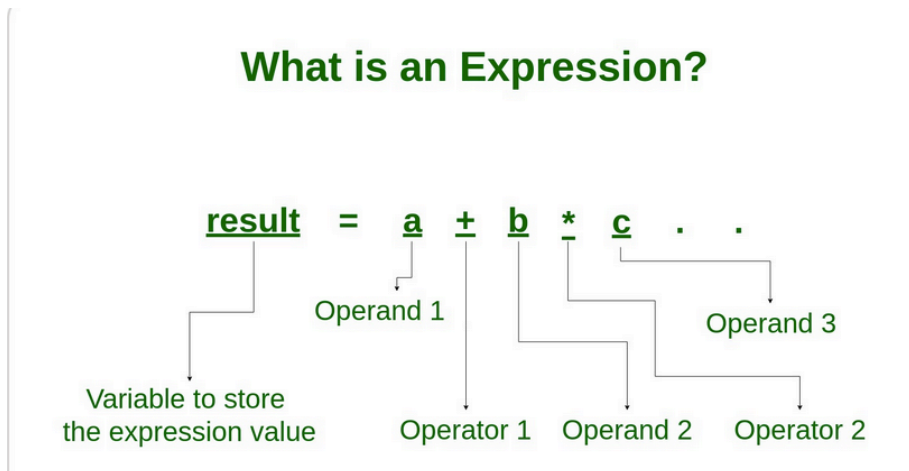 What is an Expression?
result = a + b * c . .
Operand 1
Operand 3
Variable to store
the expression value
Operator 1 Operand 2 Operator 2